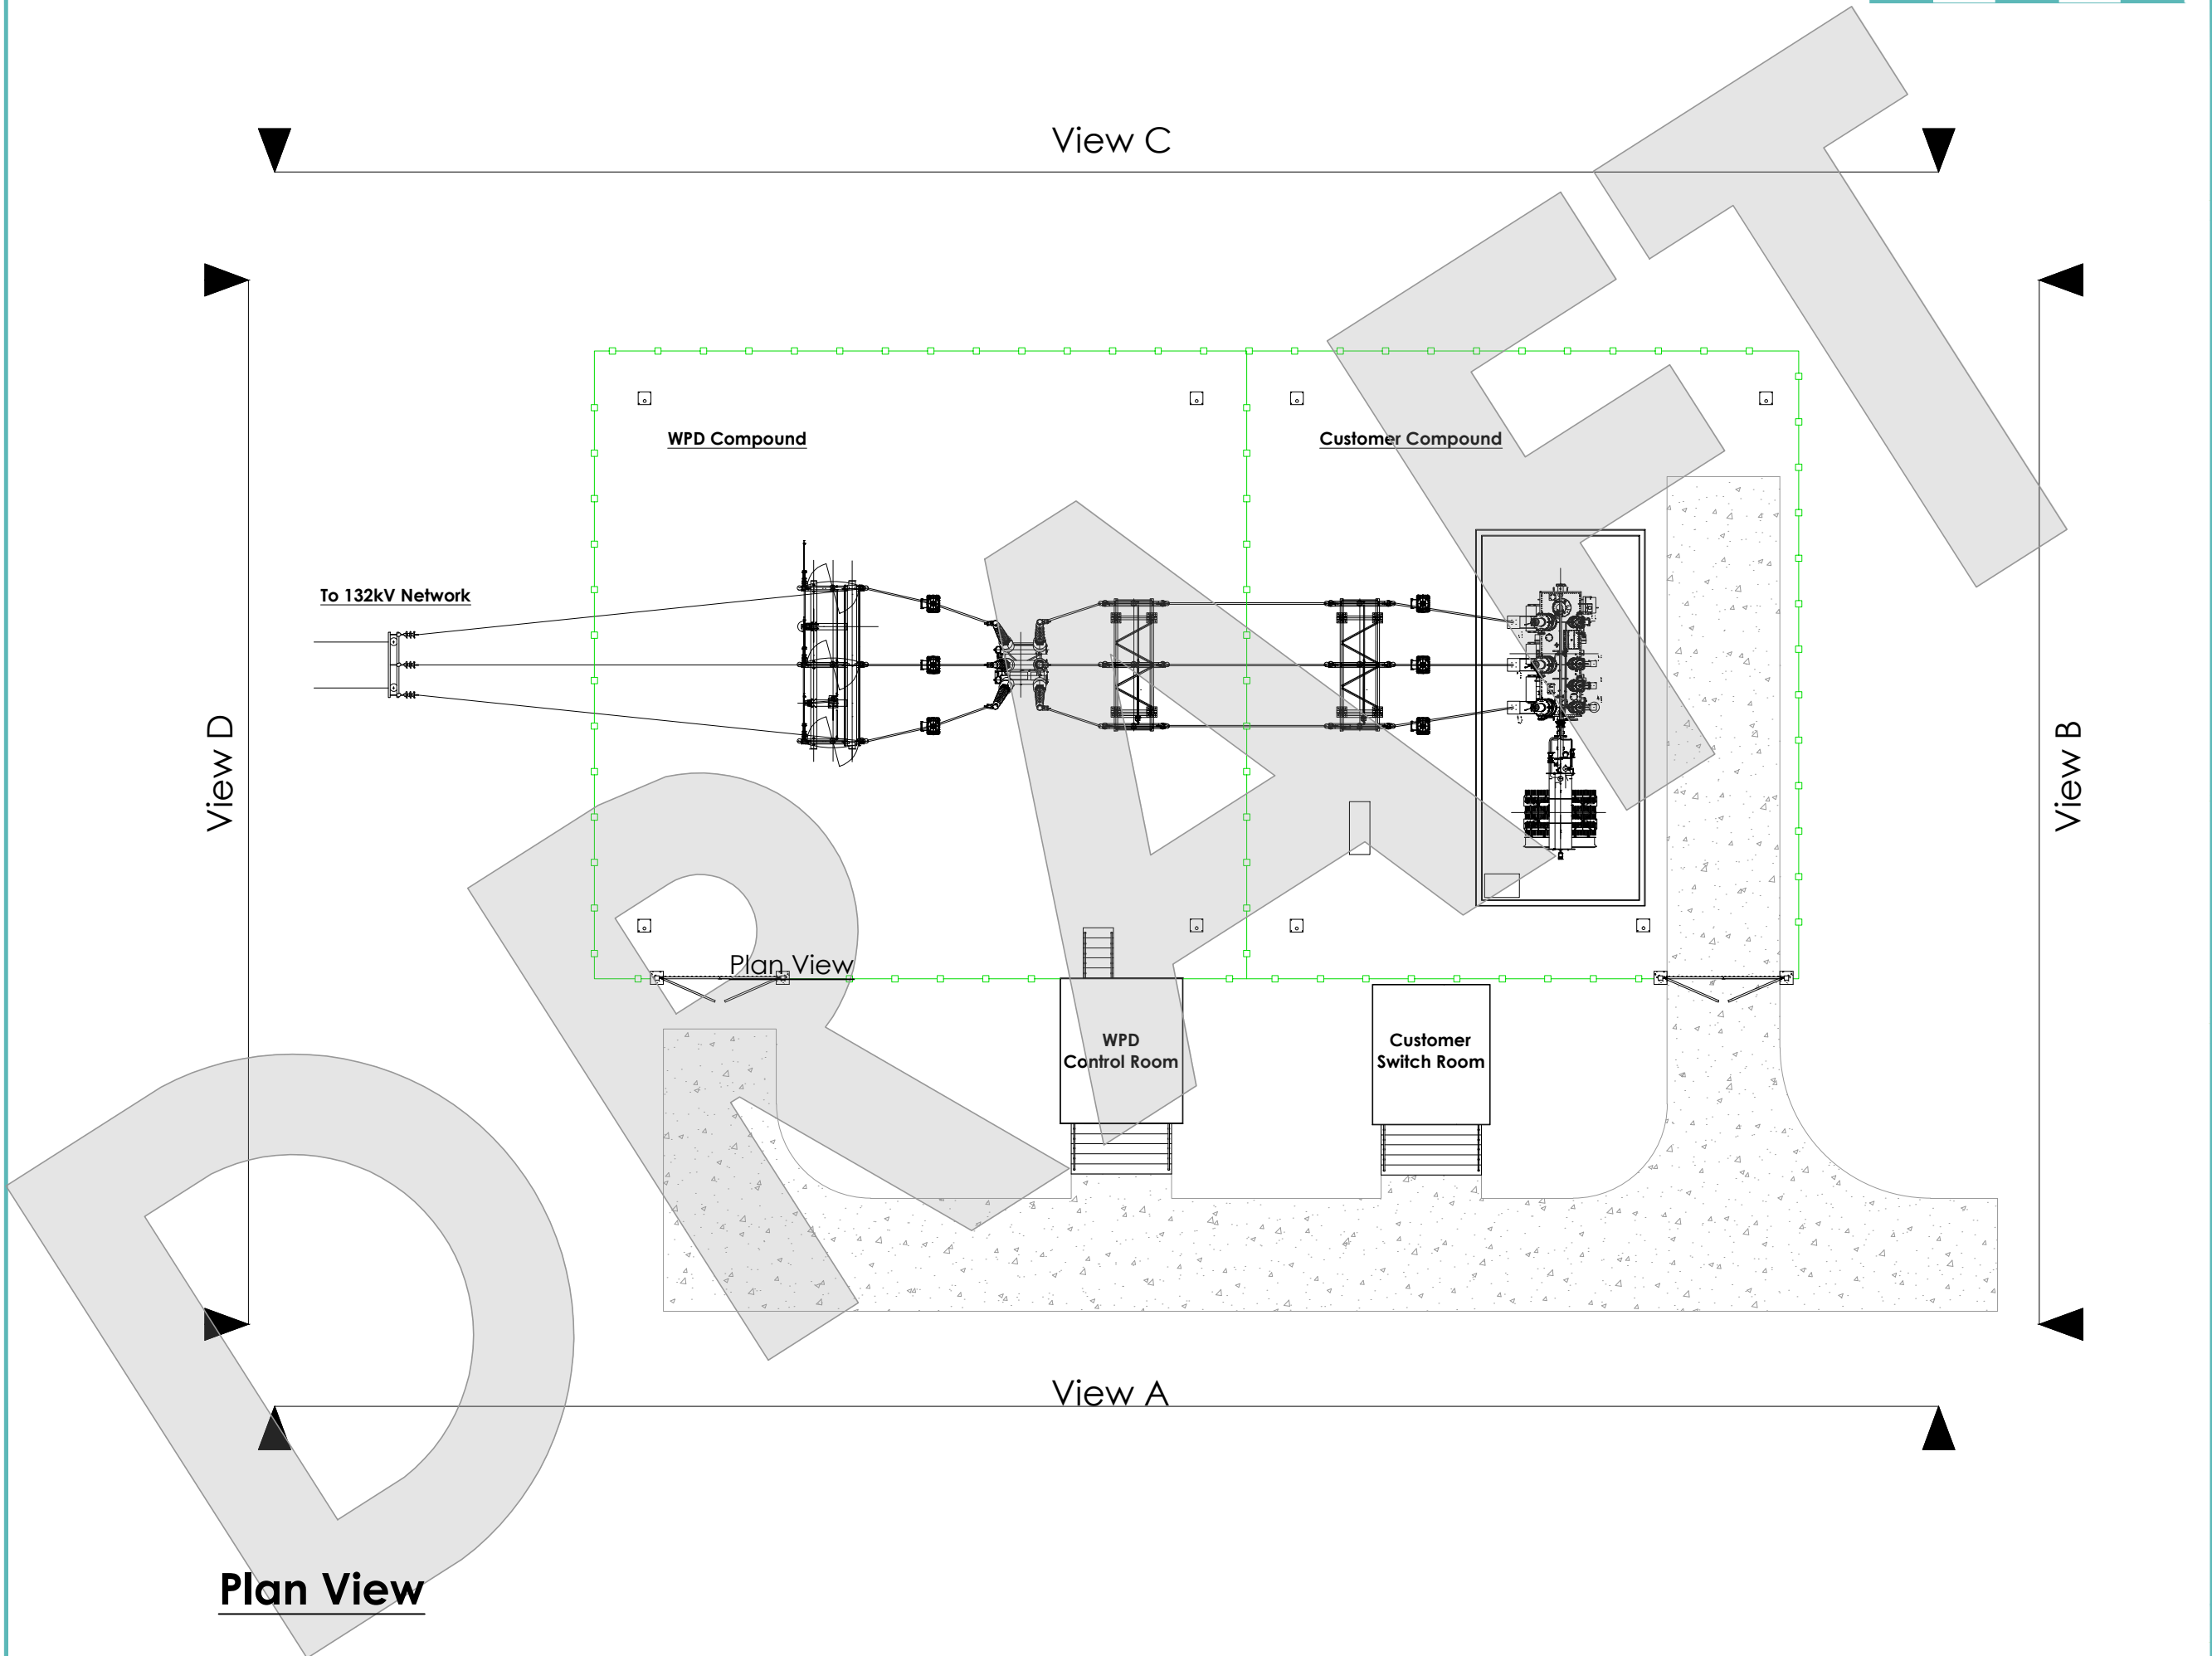 View C
WPD Compound
Customer Compound
To 132kV Network
View D
View B
Plan View
WPD
Control Room
Customer
Switch Room
View A
Plan View
DRAFT